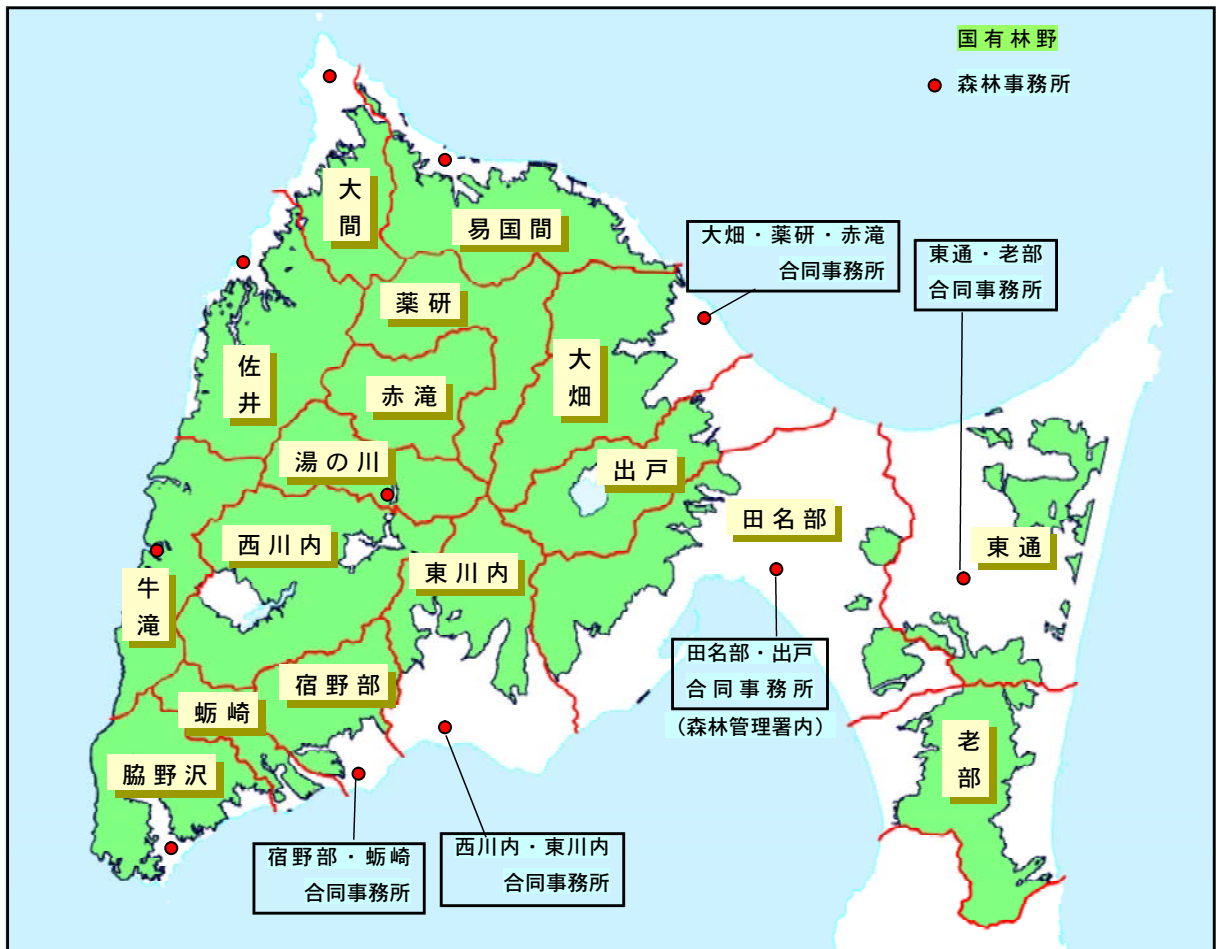 国有林野
森林事務所
大間
易国間
大畑・薬研・赤滝
合同事務所
東通・老部
合同事務所
薬研
佐井
赤滝
大畑
湯の川
出戸
田名部
西川内
東川内
東通
牛滝
田名部・出戸
合同事務所
(森林管理署内)
宿野部
蛎崎
老部
脇野沢
宿野部・蛎崎
合同事務所
西川内・東川内
合同事務所